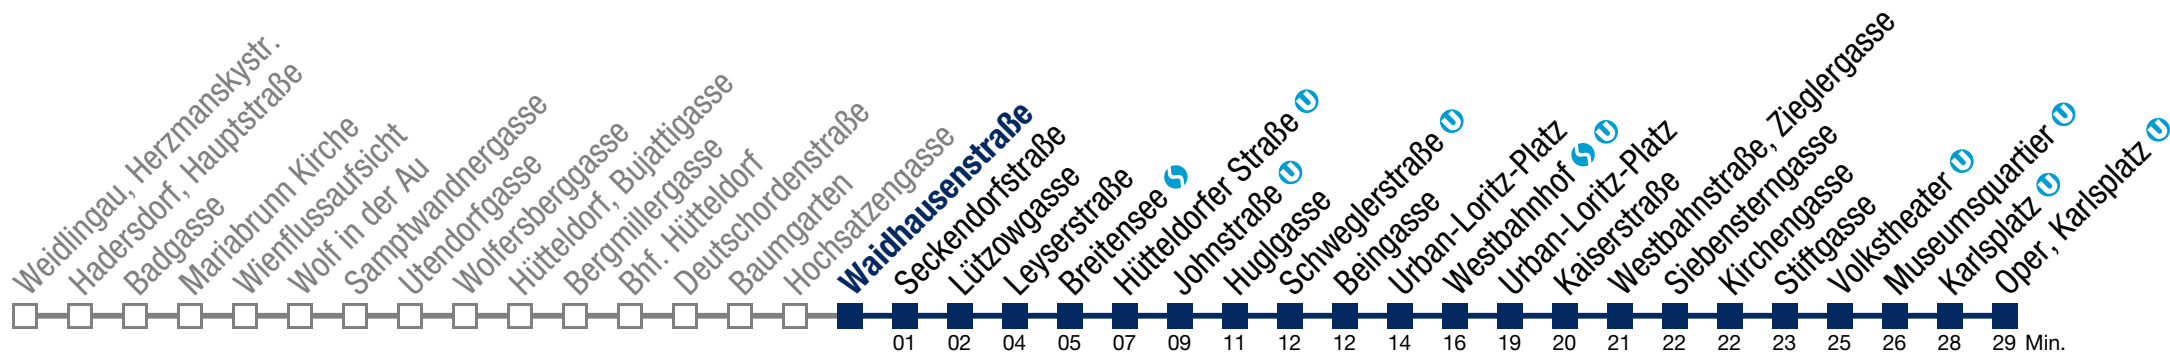 Weidlingau, Herzmanskystr.
Hadersdorf, Hauptstraße
Badgasse
Mariabrunn Kirche
Wienflussaufsicht
Wolf in der Au
Samptwandnergasse
Utendorfgasse
Wolfersberggasse
Hütteldorf, Bujattigasse
Bergmillergasse
Bhf. Hütteldorf
Deutschordenstraße
Baumgarten
Hochsatzengasse
Waidhausenstraße
Seckendorfstraße
Lützowgasse
Leyserstraße
Breitensee S
Hütteldorfer Straße U
Johnstraße U
Huglgasse
Schweglerstraße U
Beingasse
Urban-Loritz-Platz
Westbahnhof S U
Urban-Loritz-Platz
Kaiserstraße
Westbahnstraße, Zieglergasse
Siebensterngasse
Kirchengasse
Stiftgasse
Volkstheater U
Museumsquartier U
Karlsplatz U
Oper, Karlsplatz U
01 02 04 05 07 09 11 12 12 14 16 19 20 21 22 22 23 25 26 28 29 Min.